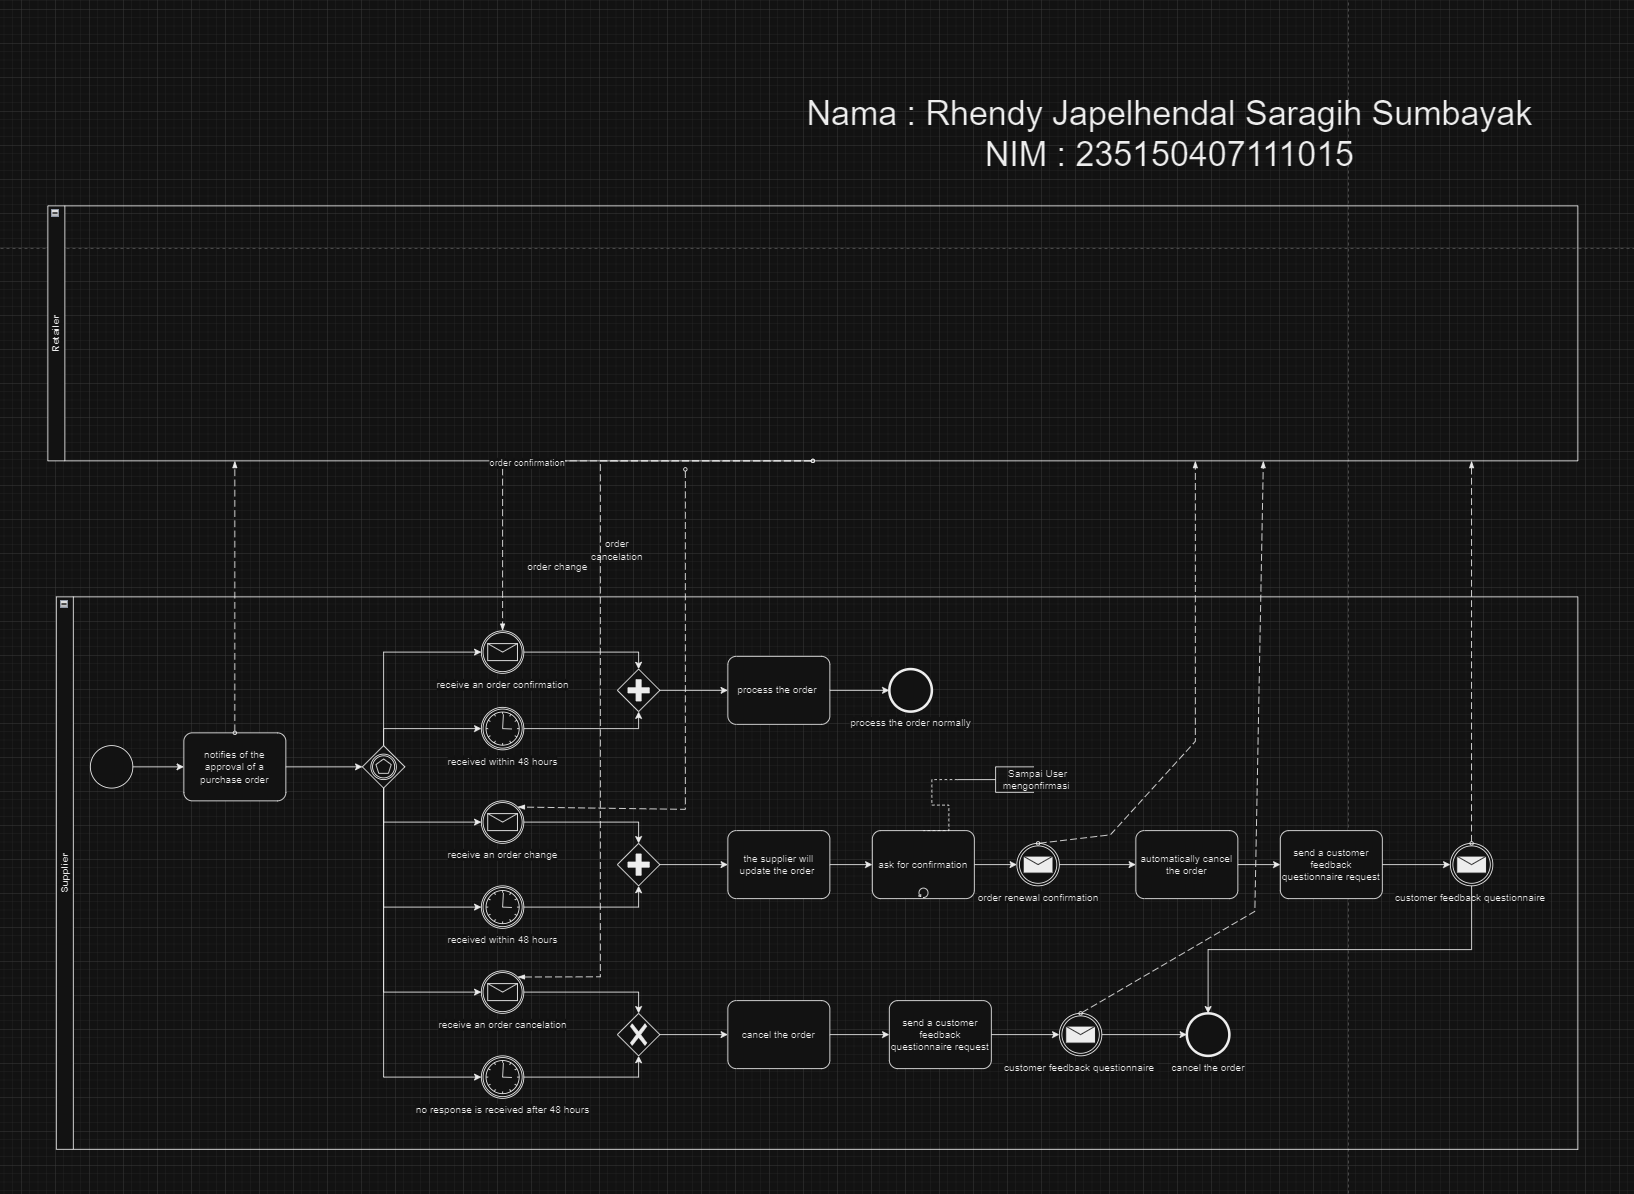 Nama : Rhendy Japelhendal Saragih Sumbayak
NIM : 235150407111015
Retailer
order confirmation
order
cancelation
order change
Supplier
receive an order confirmation
process the order
process the order normally
notifies of the
approval of a
purchase order
received within 48 hours
Sampai User
mengonfirmasi
receive an order change
the supplier will
update the order
ask for confirmation
order renewal confirmation
automatically cancel
the order
send a customer
feedback
questionnaire request
customer feedback questionnaire
received within 48 hours
receive an order cancelation
cancel the order
send a customer
feedback
questionnaire request
customer feedback questionnaire
cancel the order
no response is received after 48 hours